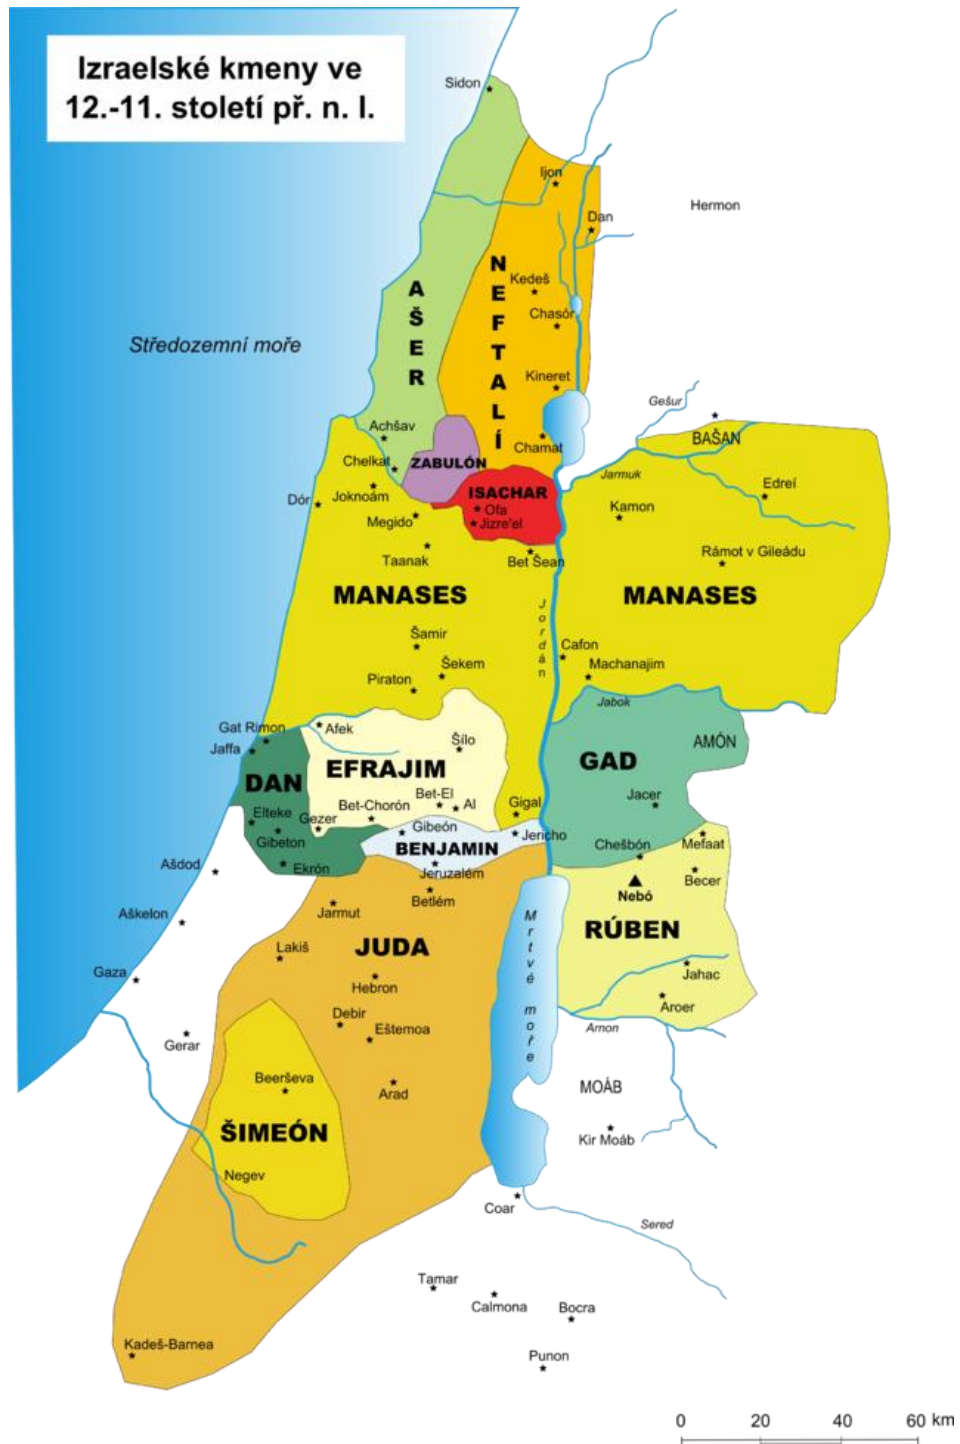 Izraelské kmeny ve
12.-11. století př. n. l.
Sidon
Ijon
Hermon
Dan
NEFTALÍ
Kedeš
AŠER
Chasór
Středozemní moře
Kineret
Gešur
Achšav
BAŠAN
Chamat
ZABULÓN
Chelkat
Jarmuk
Edreí
ISACHAR
Joknoám
Dór
Ofa
Kamon
Megido
Jizre'el
Rámot v Gileádu
Taanak
Bet Šean
MANASES
MANASES
Jordán
Šamir
Cafon
Šekem
Machanajim
Piraton
Jabok
Gat Rimon
Afek
Šílo
AMÓN
Jaffa
GAD
EFRAJIM
DAN
Bet-El
Jacer
Bet-Chorón
AI
Gigal
Elteke
Gezer
Gibeón
Jericho
Gibeton
BENJAMIN
Chešbón
Mefaat
Ašdod
Ekrón
Jeruzalém
Becer
Nebó
Betlém
Jarmut
Aškelon
RÚBEN
Mrtvé moře
JUDA
Lakiš
Gaza
Jahac
Hebron
Aroer
Debir
Arnon
Eštemoa
Gerar
Beerševa
MOÁB
Arad
ŠIMEÓN
Kir Moáb
Negev
Coar
Sered
Tamar
Calmona
Bocra
Kadeš-Barnea
Punon
0 20 40 60 km